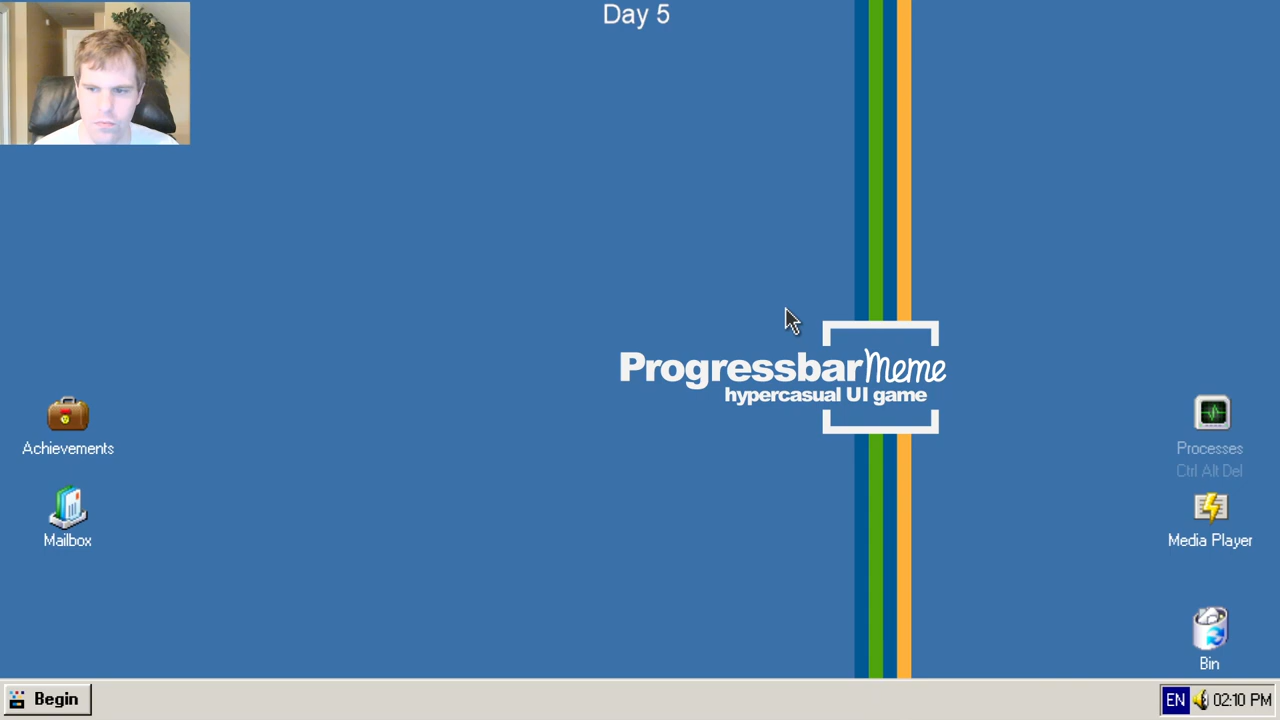 Day 5
ProgressbarMeme
hypercasual UI game
Achievements
Mailbox
Processes
Ctrl Alt Del
Media Player
Bin
Begin
EN
02:10 PM